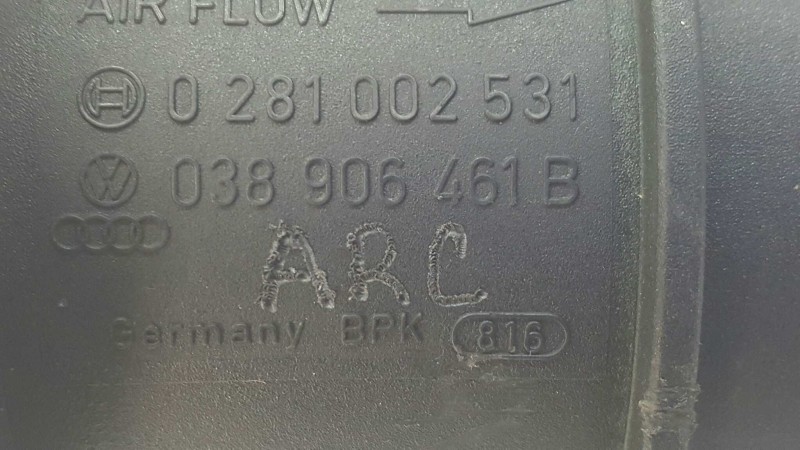 AIR FLOW
0 281 002 531
038 906 461 B
ARC
Germany BPK 816